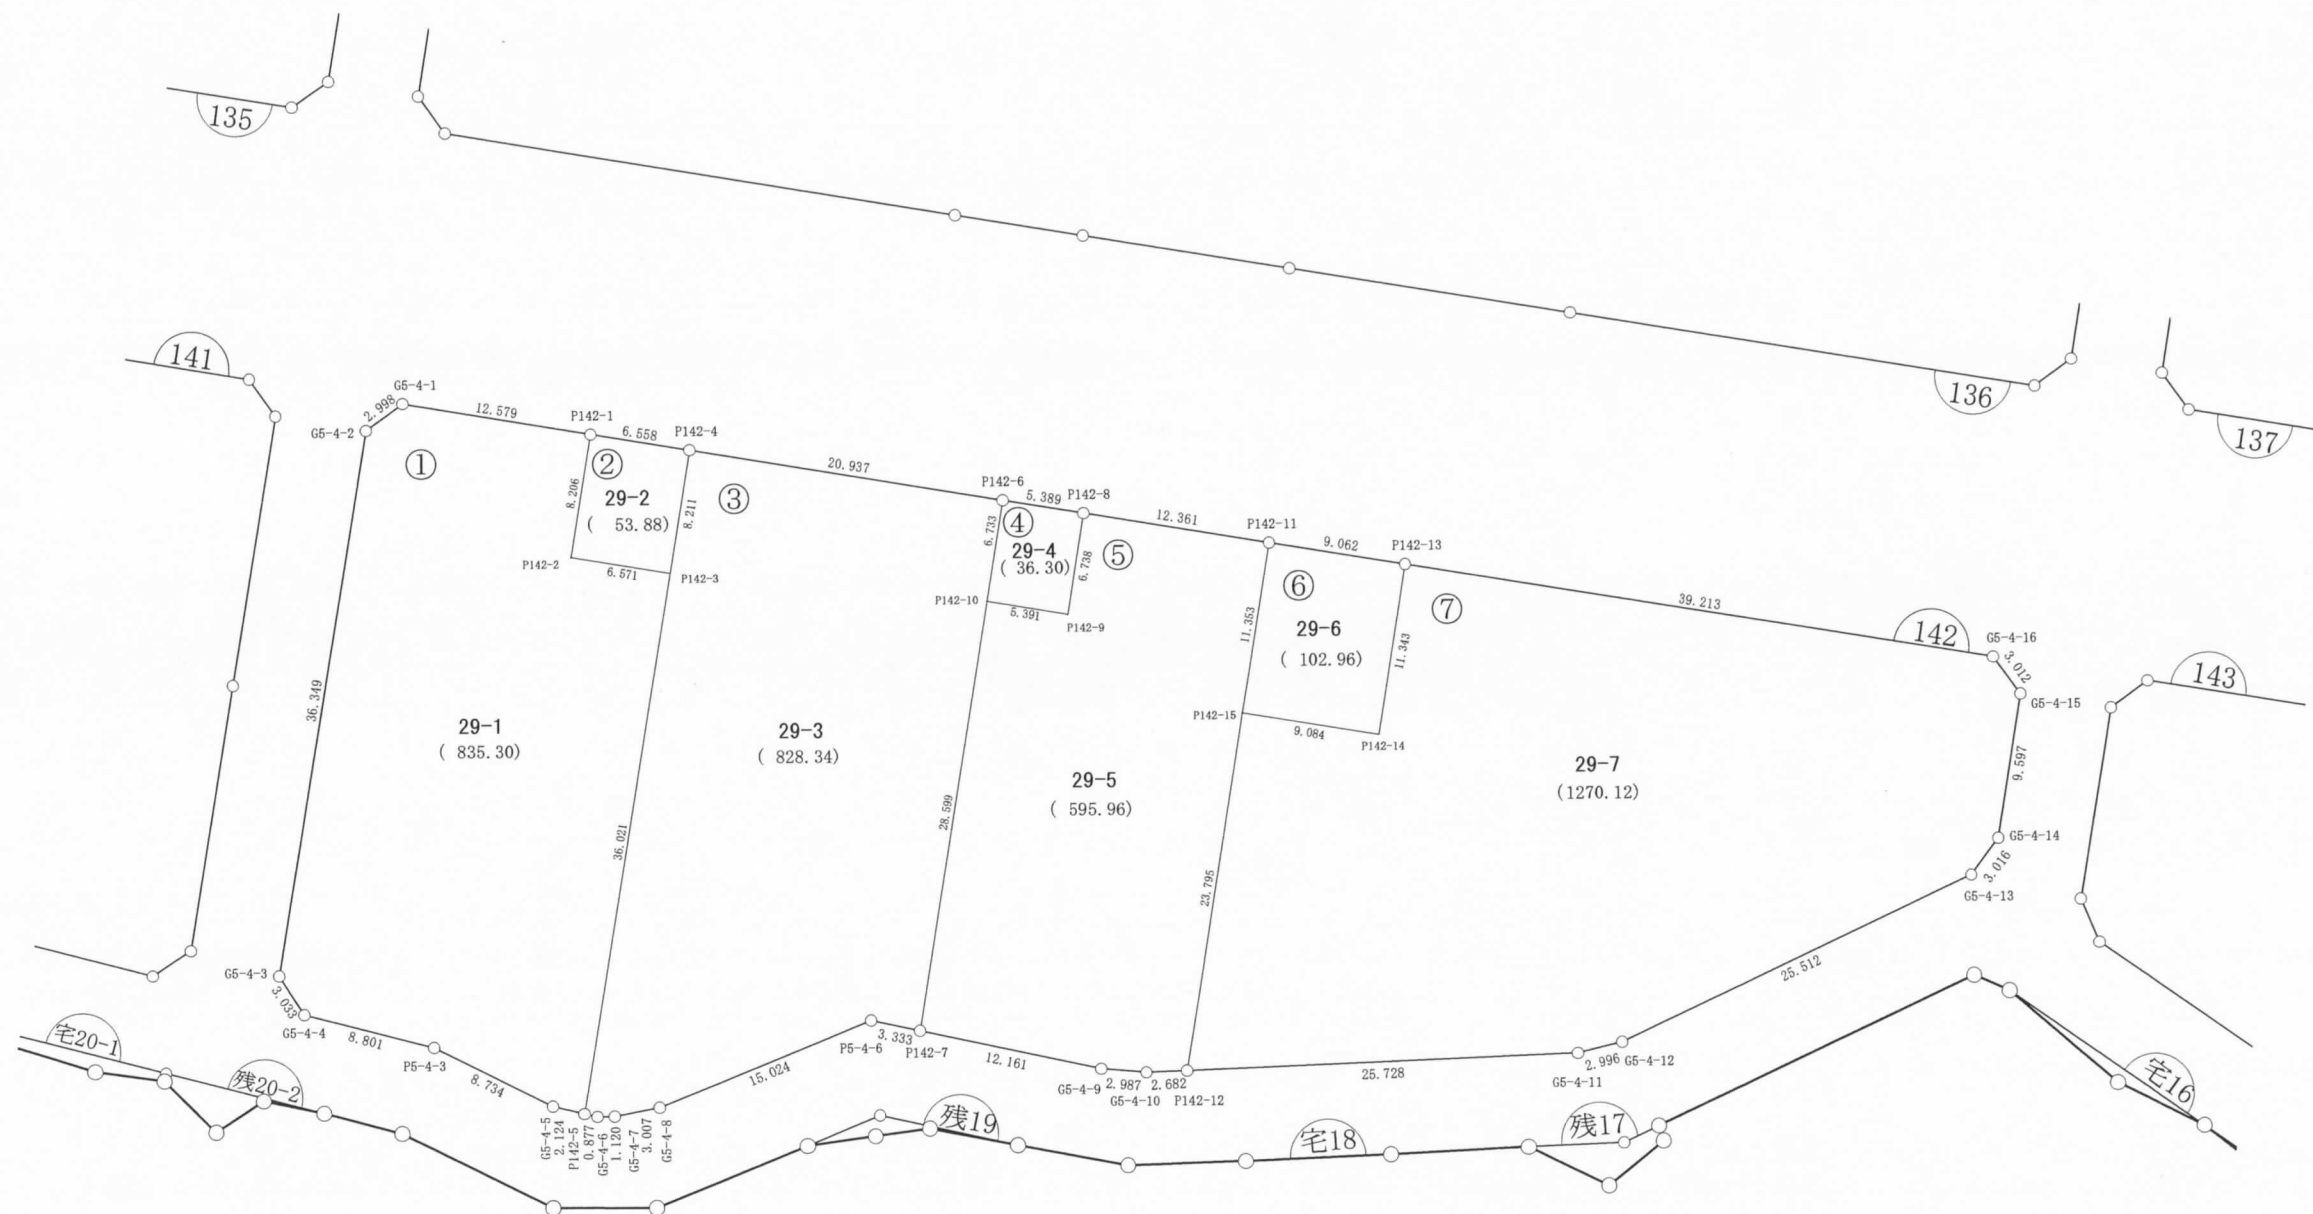 135
141
136
137
G5-4-1
2.998
12.579
P142-1
G5-4-2
6.558
P142-4
①
②
29-2
( 53.88)
8.206
8.211
P142-2
6.571
P142-3
③
20.937
P142-6
5.389
P142-8
④
6.733
29-4
( 36.30)
6.738
P142-10
5.391
P142-9
⑤
12.361
P142-11
9.062
P142-13
⑥
29-6
( 102.96)
11.353
11.343
P142-15
9.084
P142-14
⑦
39.213
142
G5-4-16
3.012
G5-4-15
143
9.597
G5-4-14
3.016
G5-4-13
36.349
29-1
( 835.30)
29-3
( 828.34)
29-5
( 595.96)
29-7
(1270.12)
36.021
28.599
23.795
G5-4-3
3.033
G5-4-4
8.801
P5-4-3
8.734
G5-4-5
2.124
P142-5
0.877
G5-4-6
1.120
G5-4-7
3.007
G5-4-8
15.024
P5-4-6
3.333
P142-7
12.161
G5-4-9
2.987
G5-4-10
2.682
P142-12
25.728
G5-4-11
2.996
G5-4-12
25.512
宅20-1
残20-2
残19
宅18
残17
宅16